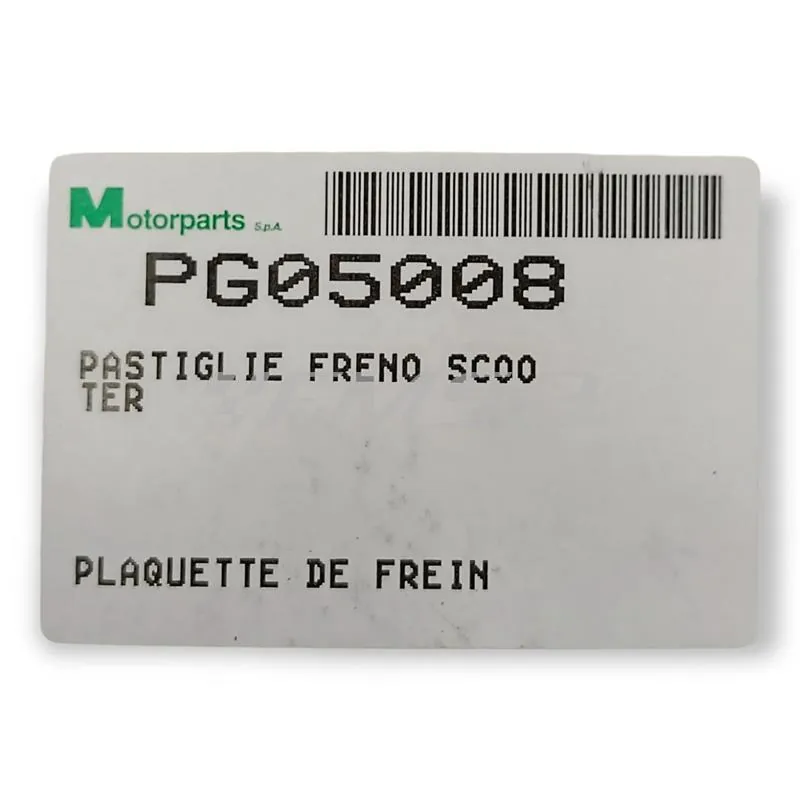 Motorparts S.p.A.
PG05008
PASTIGLIE FRENO SCOO
TER
PLAQUETTE DE FREIN